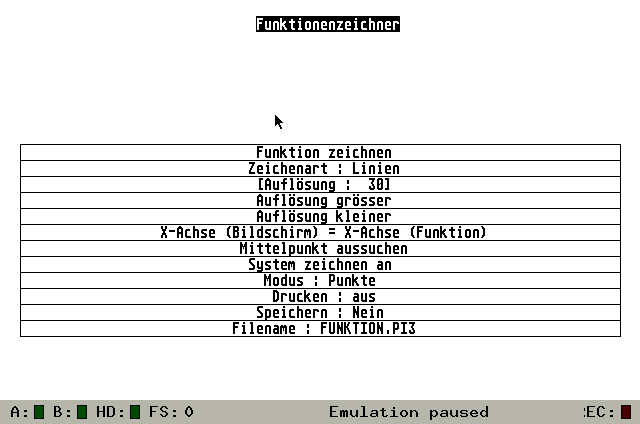 Funktionenzeichner
Funktion zeichnen
Zeichenart : Linien
[Auflösung :  30]
Auflösung grösser
Auflösung kleiner
X-Achse (Bildschirm) = X-Achse (Funktion)
Mittelpunkt aussuchen
System zeichnen an
Modus : Punkte
Drucken : aus
Speichern : Nein
Filename : FUNKTION.PI3
A: B: HD: FS: 0 Emulation paused :EC: